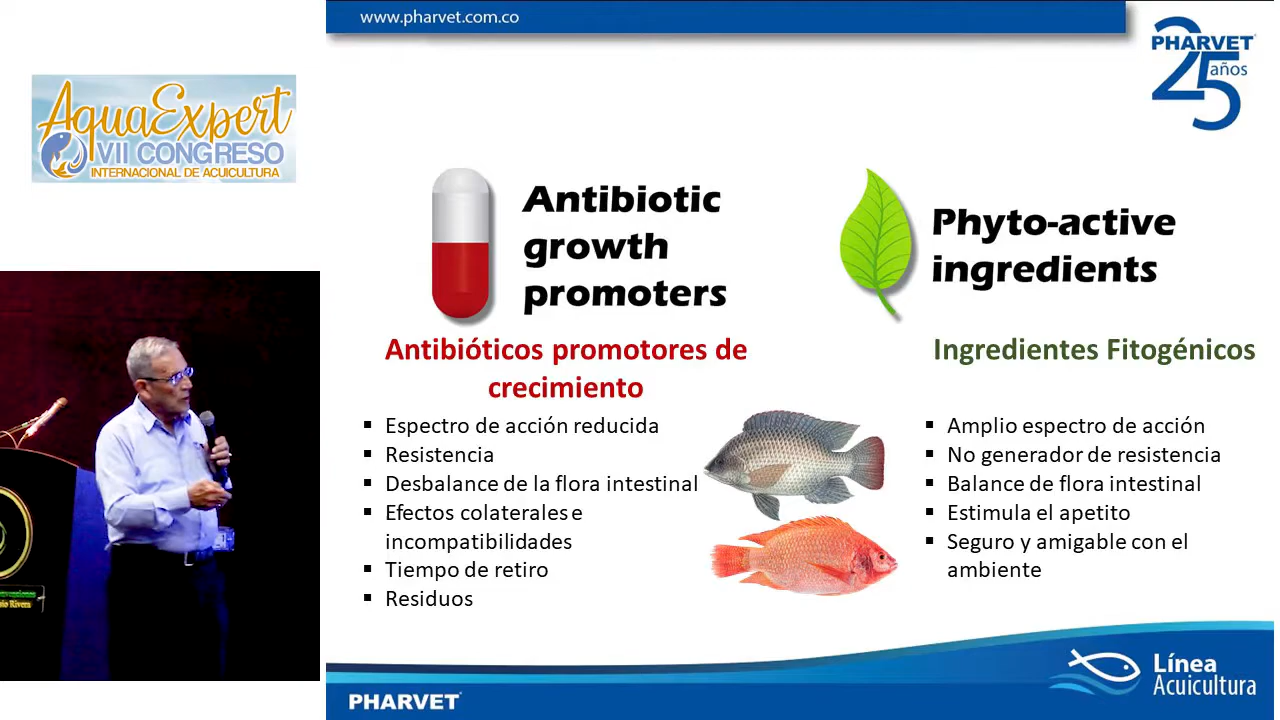 www.pharvet.com.co
PHARVET
25
años
AquaExpert
VII CONGRESO
INTERNACIONAL DE ACUICULTURA
Antibiotic
growth
promoters
Antibióticos promotores de
crecimiento
▪ Espectro de acción reducida
▪ Resistencia
▪ Desbalance de la flora intestinal
▪ Efectos colaterales e
incompatibilidades
▪ Tiempo de retiro
▪ Residuos
Phyto-active
ingredients
Ingredientes Fitogénicos
▪ Amplio espectro de acción
▪ No generador de resistencia
▪ Balance de flora intestinal
▪ Estimula el apetito
▪ Seguro y amigable con el
ambiente
Rivera
PHARVET
Línea
Acuicultura